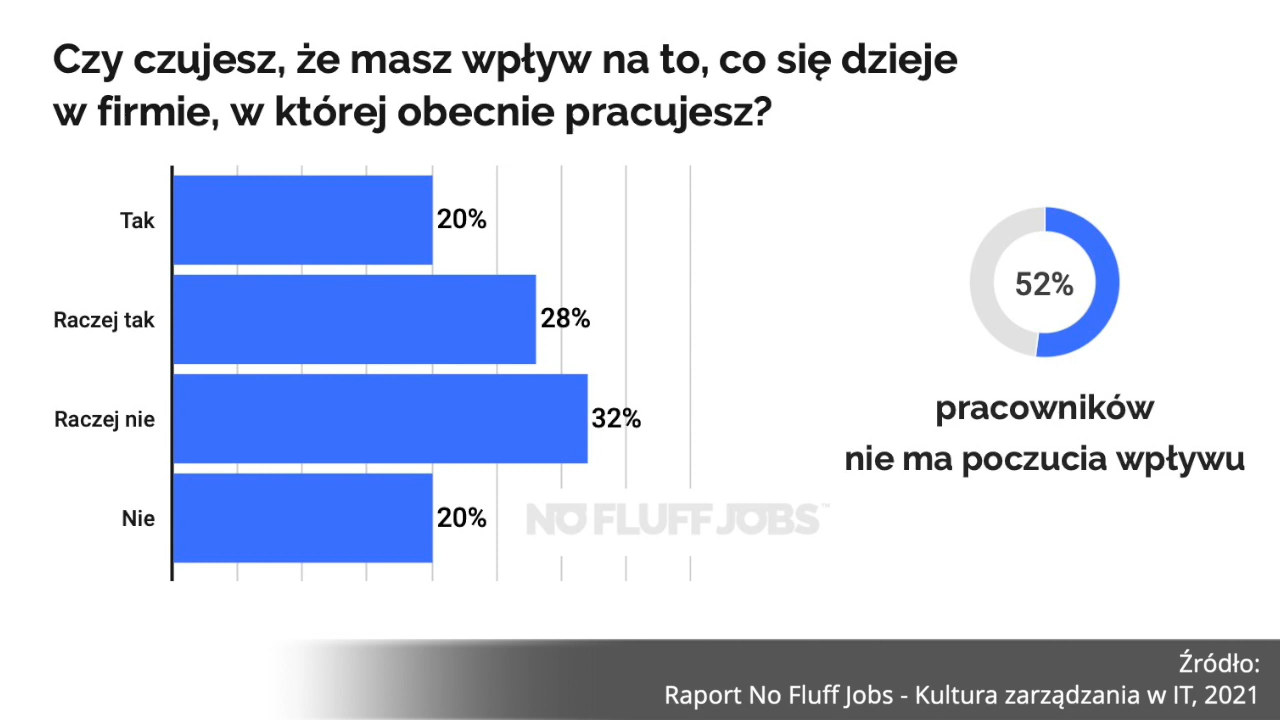 Czy czujesz, że masz wpływ na to, co się dzieje
w firmie, w której obecnie pracujesz?
Tak
20%
Raczej tak
28%
Raczej nie
32%
Nie
20%
52%
pracowników
nie ma poczucia wpływu
NO FLUFF JOBS™
Źródło:
Raport No Fluff Jobs - Kultura zarządzania w IT, 2021